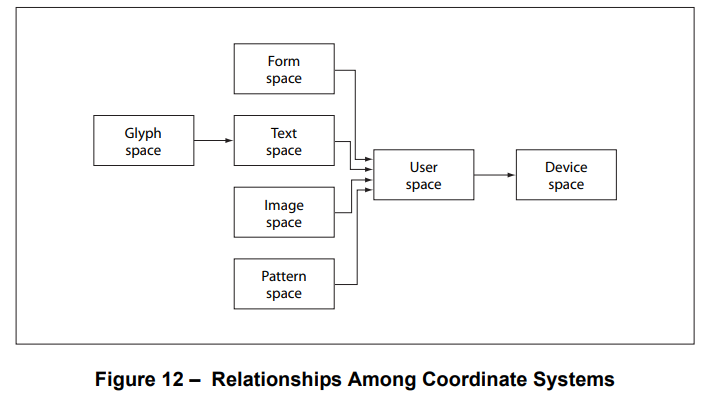 Form
space
Glyph
space
Text
space
User
space
Device
space
Image
space
Pattern
space
Figure 12 – Relationships Among Coordinate Systems